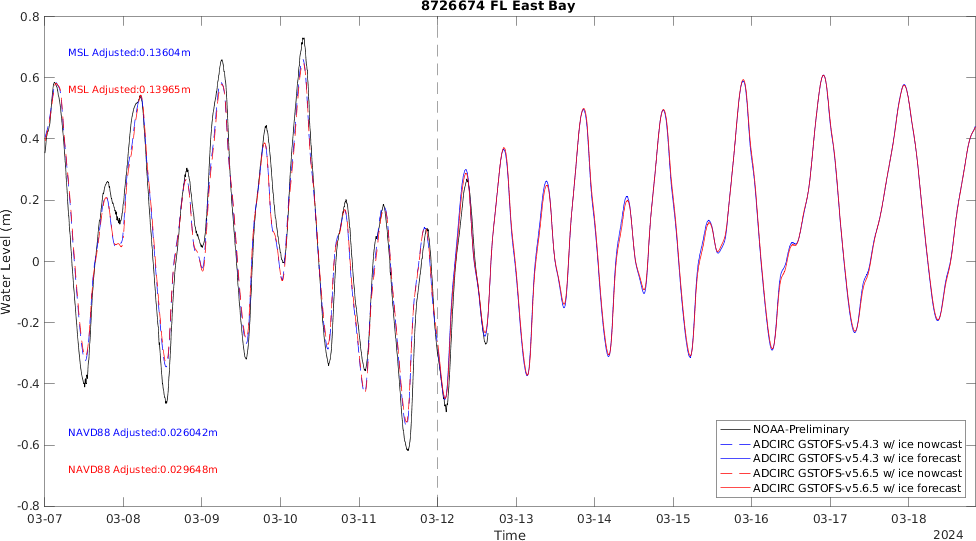 8726674 FL East Bay
0.8
0.6
0.4
0.2
0
-0.2
-0.4
-0.6
-0.8
Water Level (m)
MSL Adjusted:0.13604m
MSL Adjusted:0.13965m
NAVD88 Adjusted:0.026042m
NAVD88 Adjusted:0.029648m
NOAA-Preliminary
ADCIRC GSTOFS-v5.4.3 w/ ice nowcast
ADCIRC GSTOFS-v5.4.3 w/ ice forecast
ADCIRC GSTOFS-v5.6.5 w/ ice nowcast
ADCIRC GSTOFS-v5.6.5 w/ ice forecast
03-07 03-08 03-09 03-10 03-11 03-12 03-13 03-14 03-15 03-16 03-17 03-18
Time
2024